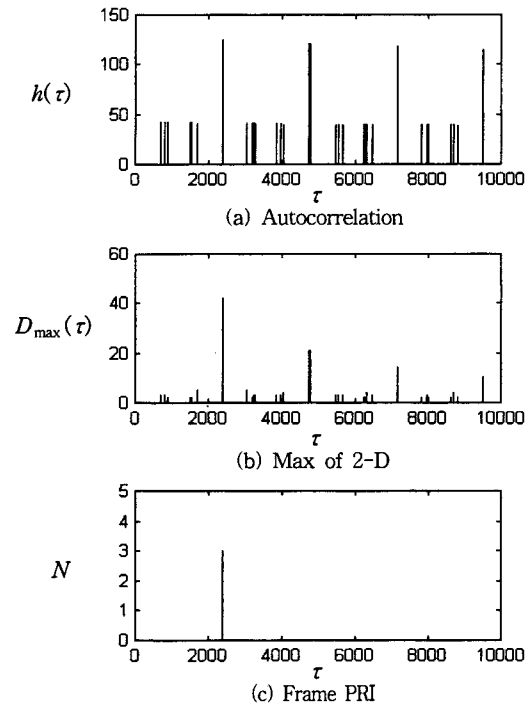 150
100
h(τ)
50
0
0 2000 4000 6000 8000 10000
τ
(a) Autocorrelation
60
40
D max (τ)
20
0
0 2000 4000 6000 8000 10000
τ
(b) Max of 2-D
5
4
3
N
2
1
0
0 2000 4000 6000 8000 10000
τ
(c) Frame PRI